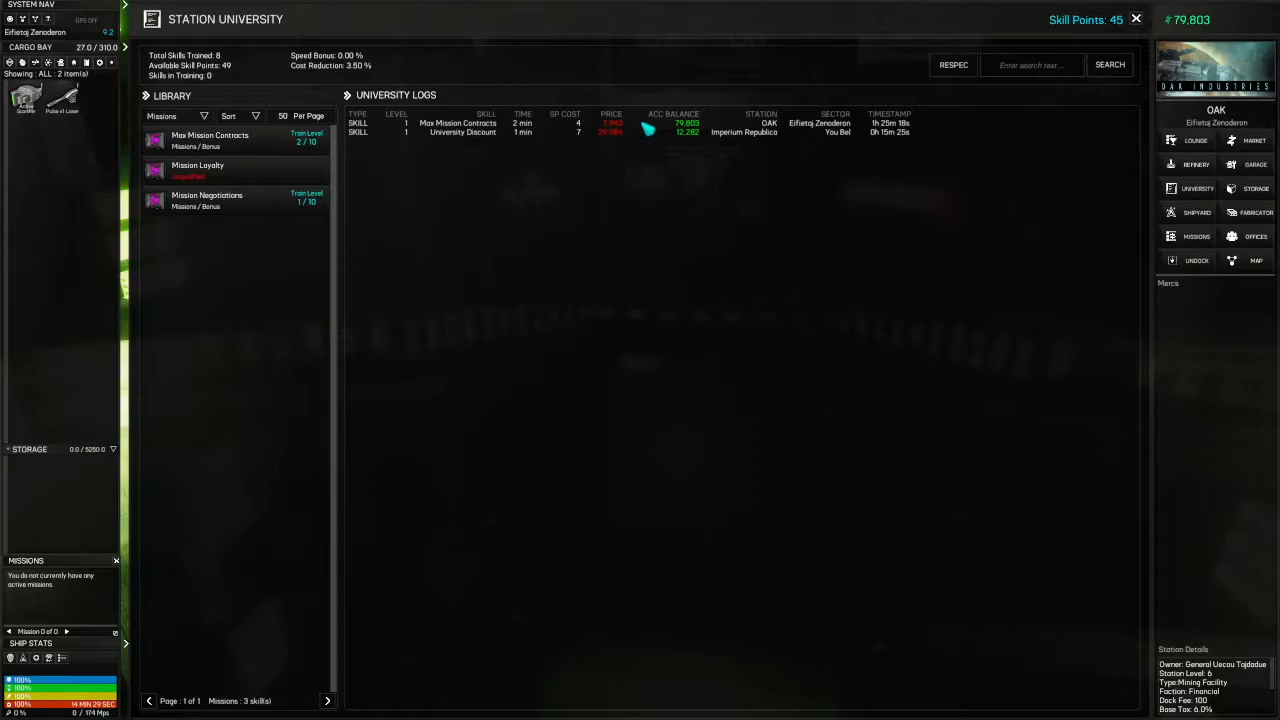 SYSTEM NAV
GPS OFF
Eifietaj Zenoderon 9.2
CARGO BAY 27.0 / 310.0
Showing : ALL : 2 item(s)
Active Scanner
Pulse x1 Laser
STORAGE 0.0 / 5250.0
MISSIONS
You do not currently have any
active missions.
Mission 0 of 0
SHIP STATS
100%
100%
100%
100% 14 MIN 29 SEC
0 % 0 / 174 Mps
STATION UNIVERSITY
Skill Points: 45
Total Skills Trained: 8
Available Skill Points: 49
Skills in Training: 0
Speed Bonus: 0.00 %
Cost Reduction: 3.50 %
RESPEC
Enter search text...
SEARCH
LIBRARY
Missions Sort 50 Per Page
Max Mission Contracts Train Level
Missions / Bonus 2 / 10
Mission Loyalty
Unqualified
Mission Negotiations Train Level
Missions / Bonus 1 / 10
Page : 1 of 1 Missions : 3 skill(s)
UNIVERSITY LOGS
TYPE LEVEL SKILL TIME SP COST PRICE ACC BALANCE STATION SECTOR TIMESTAMP
SKILL 1 Max Mission Contracts 2 min 4 79,803 OAK Eifietaj Zenoderon 1h 25m 18s
SKILL 1 University Discount 1 min 7 12,282 Imperium Republica You Bel 0h 15m 25s
79,803
OAK INDUSTRIES
OAK
Eifietaj Zenoderon
LOUNGE MARKET
REFINERY GARAGE
UNIVERSITY STORAGE
SHIPYARD FABRICATOR
MISSIONS OFFICES
UNDOCK MAP
Mercs
Station Details
Owner: General Uecou Tajdadue
Station Level: 6
Type:Mining Facility
Faction: Financial
Dock Fee: 100
Base Tax: 6.0%